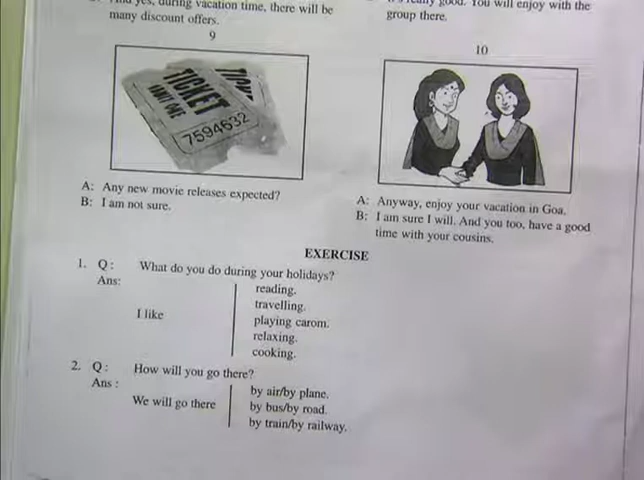 yes, during vacation time, there will be
many discount offers.
really good. You will enjoy with the
group there.
9
TICKET
ADMIT ONE
7594632
A: Any new movie releases expected?
B: I am not sure.
10
A: Anyway, enjoy your vacation in Goa.
B: I am sure I will. And you too, have a good
time with your cousins.
EXERCISE
1. Q: What do you do during your holidays?
Ans:
I like
reading.
travelling.
playing carom.
relaxing.
cooking.
2. Q: How will you go there?
Ans:
We will go there
by air/by plane.
by bus/by road.
by train/by railway.